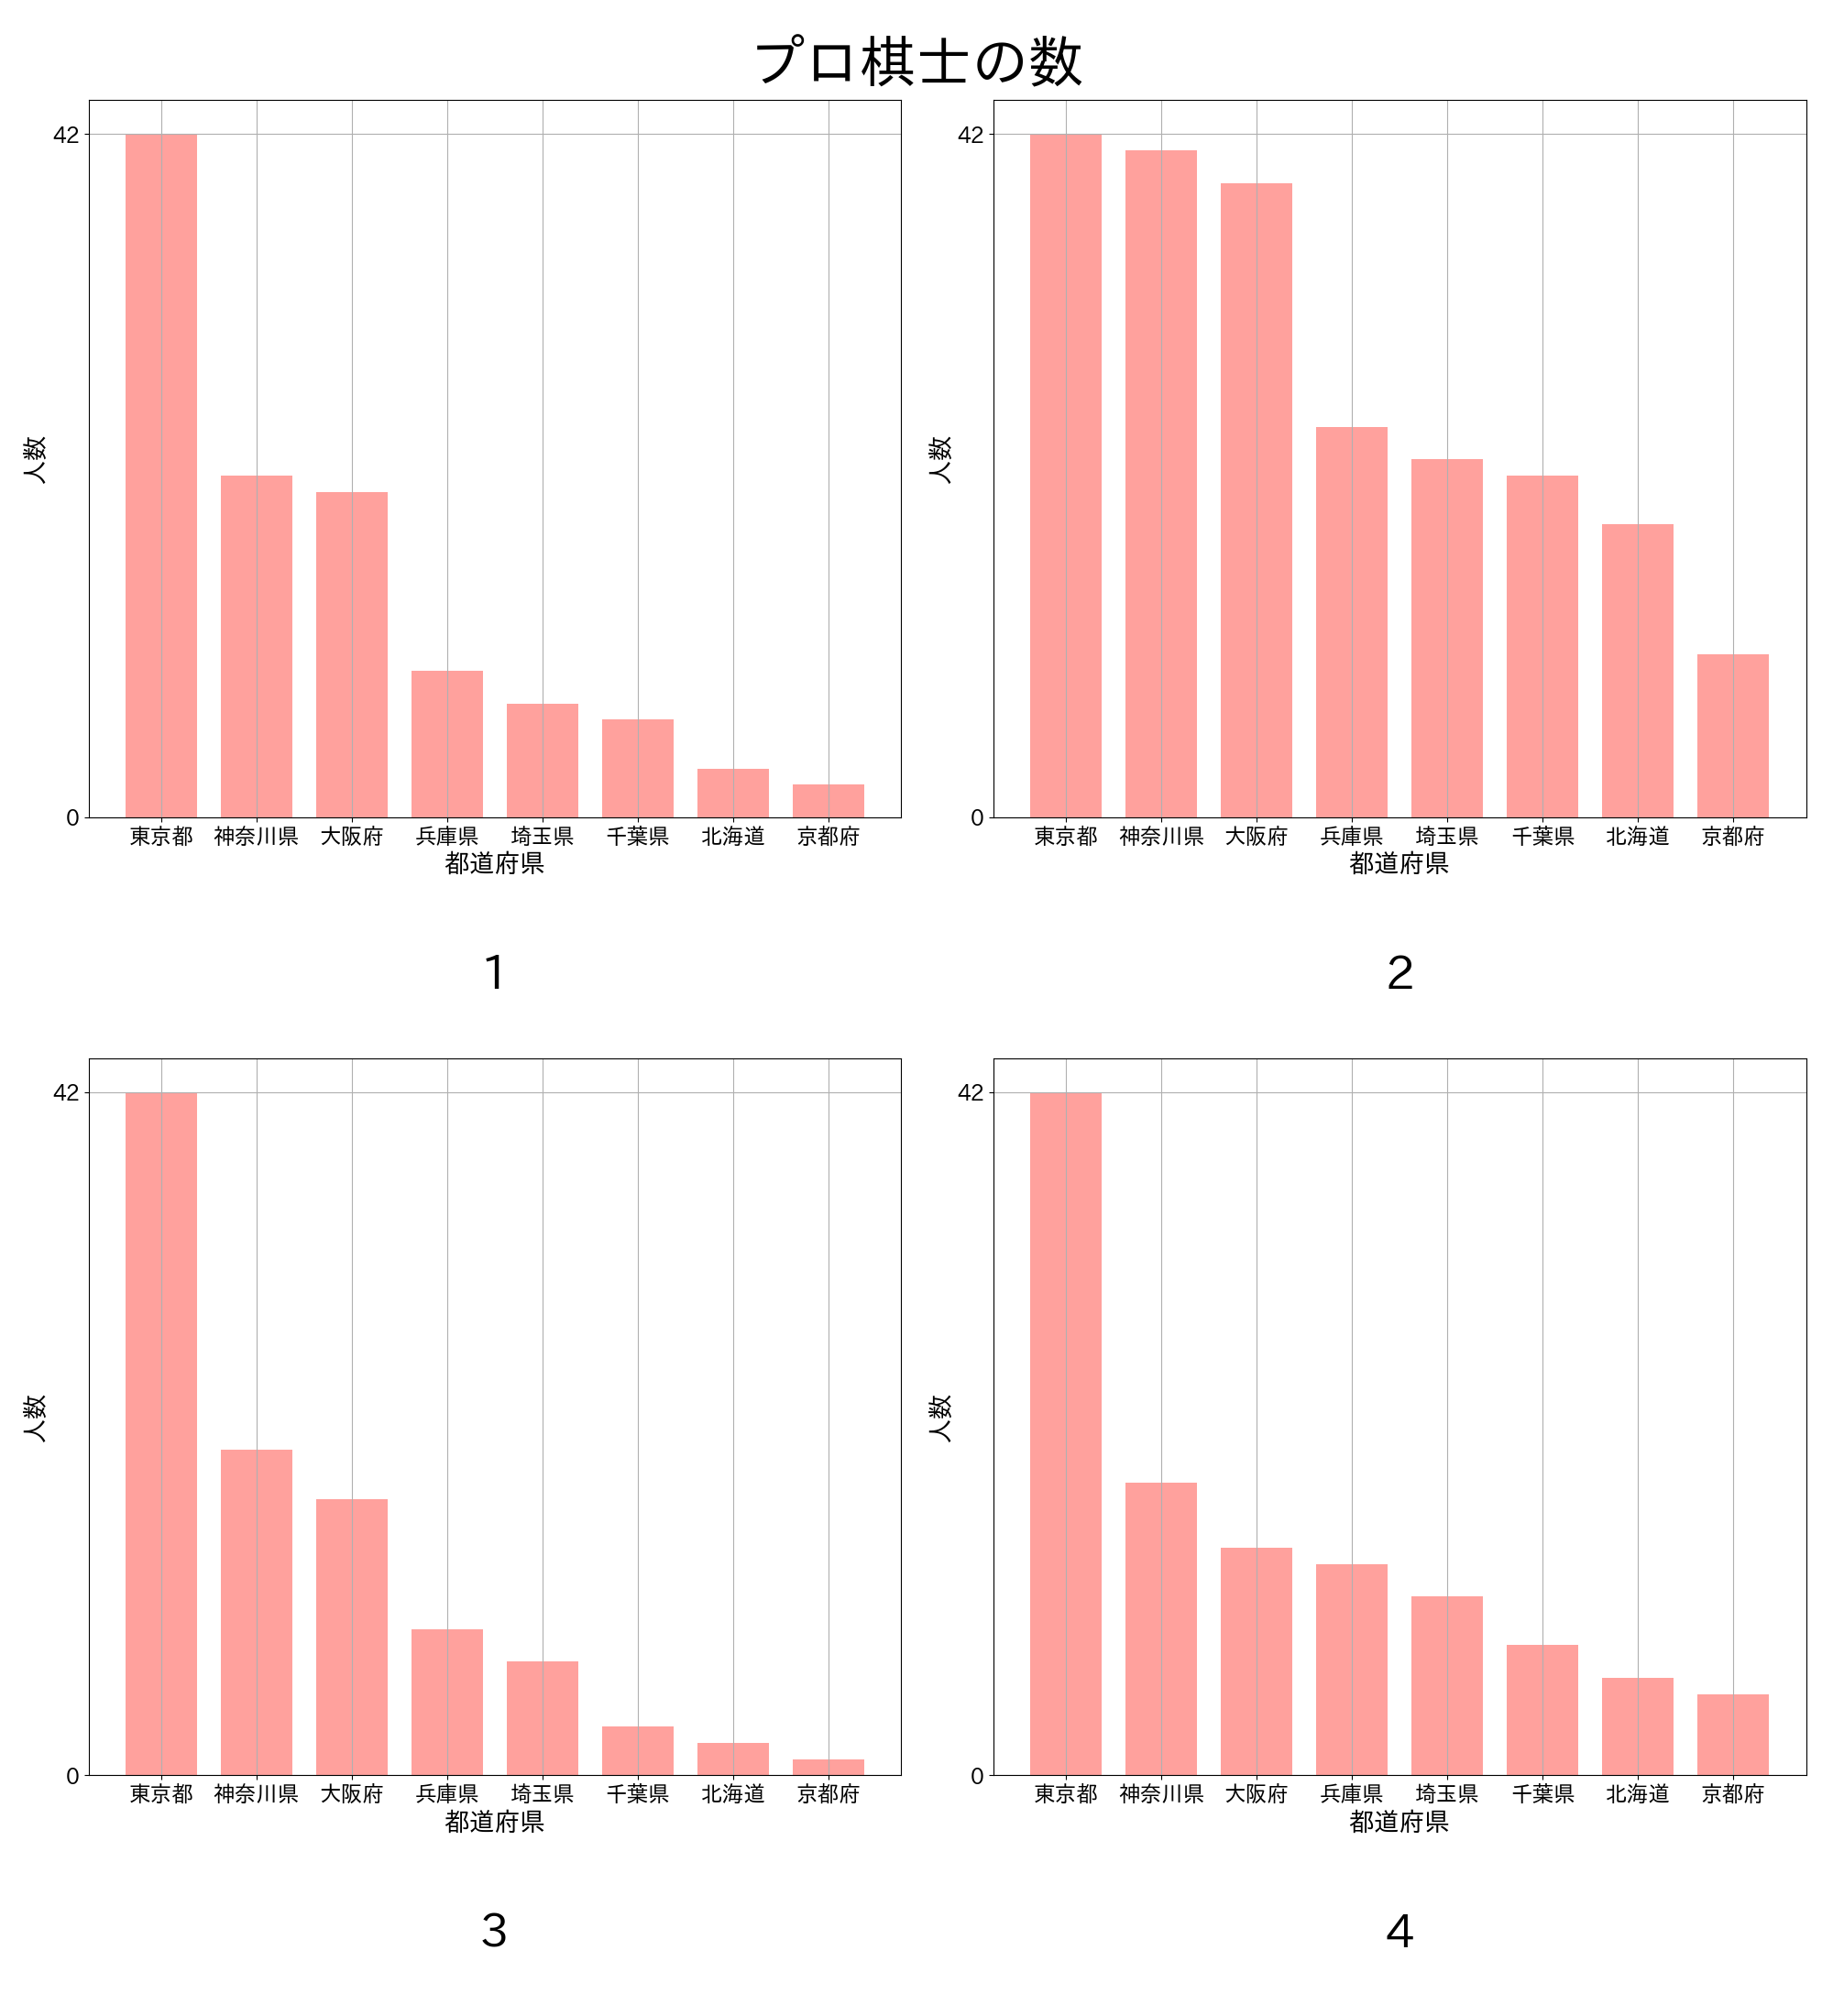 プロ棋士の数
42
0
人数
東京都 神奈川県 大阪府 兵庫県 埼玉県 千葉県 北海道 京都府
都道府県
1
42
0
人数
東京都 神奈川県 大阪府 兵庫県 埼玉県 千葉県 北海道 京都府
都道府県
2
42
0
人数
東京都 神奈川県 大阪府 兵庫県 埼玉県 千葉県 北海道 京都府
都道府県
3
42
0
人数
東京都 神奈川県 大阪府 兵庫県 埼玉県 千葉県 北海道 京都府
都道府県
4